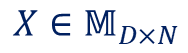 𝑋 ∈ 𝕄_{𝐷×𝑁}